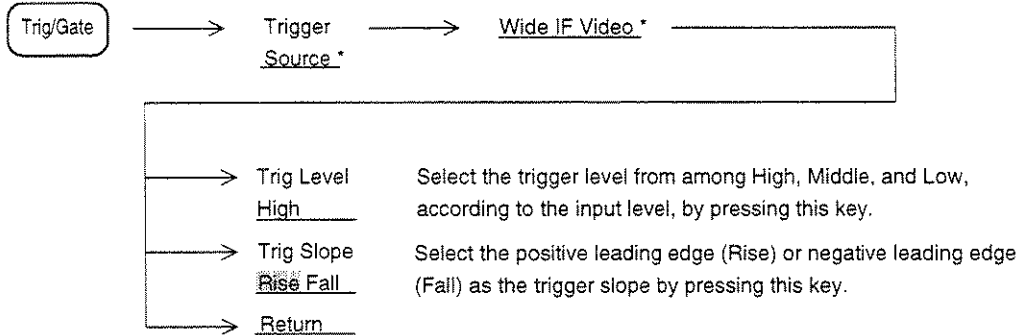 Trig/Gate
Trigger
Source *
Wide IF Video *
Trig Level
High
Select the trigger level from among High, Middle, and Low,
according to the input level, by pressing this key.
Trig Slope
Rise Fall
Select the positive leading edge (Rise) or negative leading edge
(Fall) as the trigger slope by pressing this key.
Return